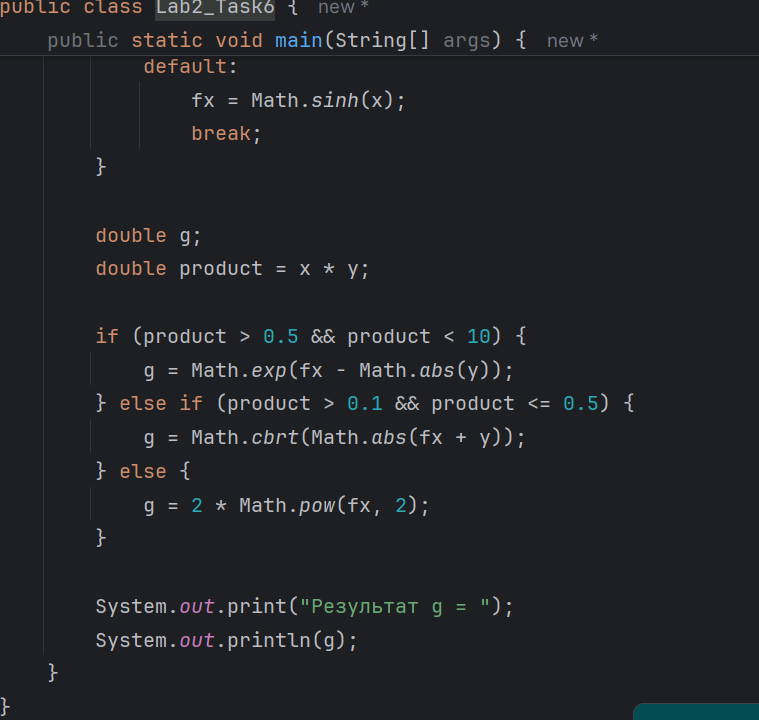 public class Lab2_Task6 { new *
public static void main(String[] args) { new *
default:
fx = Math.sinh(x);
break;
}
double g;
double product = x * y;
if (product > 0.5 && product < 10) {
g = Math.exp(fx - Math.abs(y));
} else if (product > 0.1 && product <= 0.5) {
g = Math.cbrt(Math.abs(fx + y));
} else {
g = 2 * Math.pow(fx, 2);
}
System.out.print("Результат g = ");
System.out.println(g);
}
}